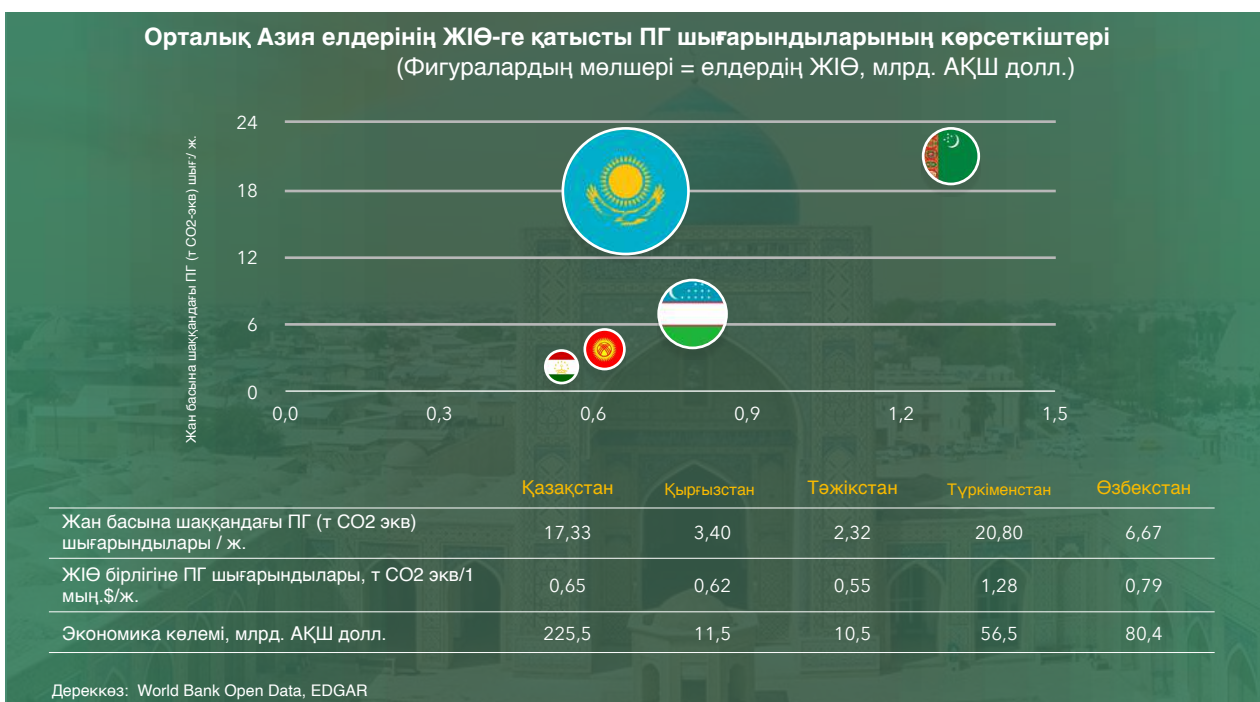 Орталық Азия елдерінің ЖІӨ-ге қатысты ПГ шығарындыларының көрсеткіштері
(Фигуралардың мөлшері = елдердің ЖІӨ, млрд. АҚШ долл.)
Жан басына шаққандағы ПГ (т СО2-экв) шығ./ ж.
24
18
12
6
0
0,0 0,3 0,6 0,9 1,2 1,5
Қазақстан Қырғызстан Тәжікстан Түркіменстан Өзбекстан
Жан басына шаққандағы ПГ (т СО2 экв)
шығарындылары / ж.
17,33 3,40 2,32 20,80 6,67
ЖІӨ бірлігіне ПГ шығарындылары, т СО2 экв/1
мың.$/ж.
0,65 0,62 0,55 1,28 0,79
Экономика көлемі, млрд. АҚШ долл. 225,5 11,5 10,5 56,5 80,4
Дереккөз: World Bank Open Data, EDGAR